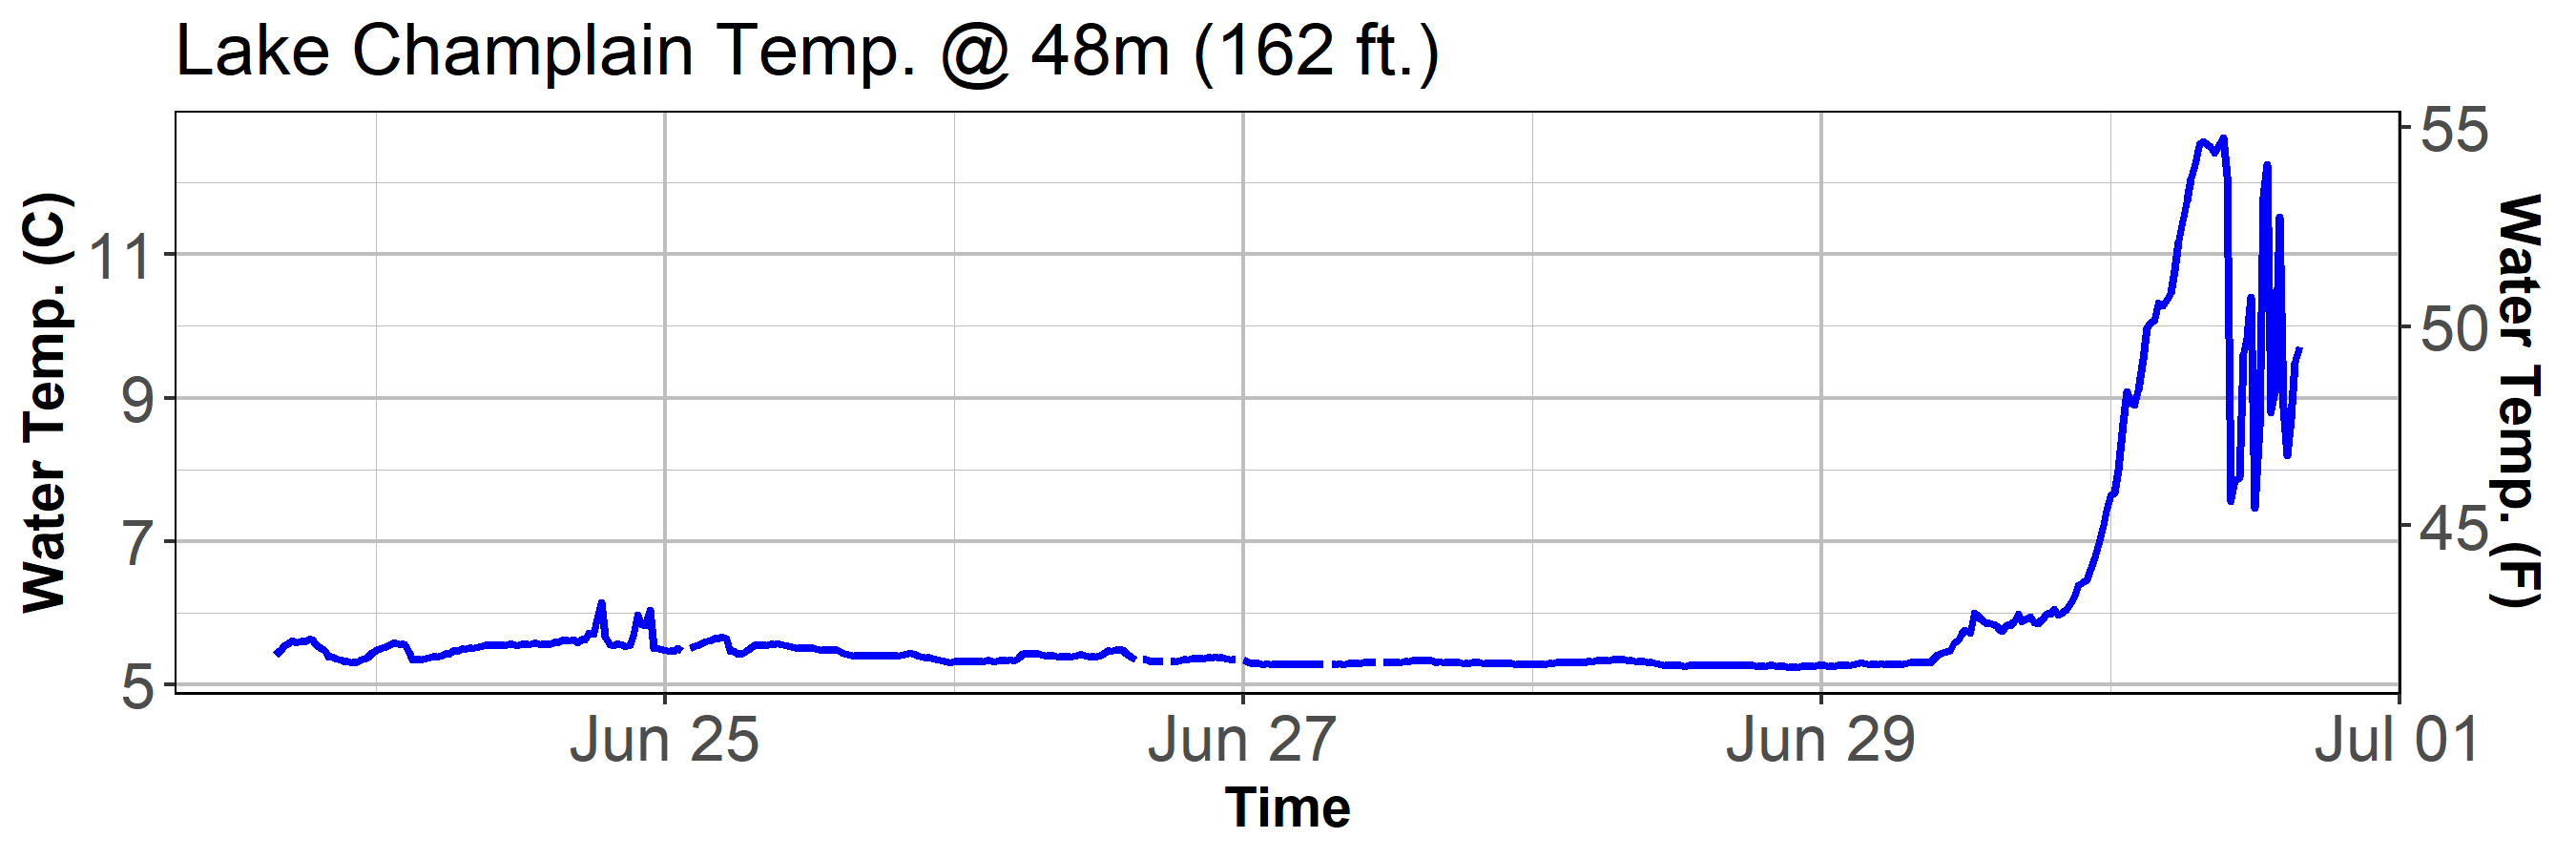 Lake Champlain Temp. @ 48m (162 ft.)
Water Temp. (C)
11
9
7
5
55
50
45
Water Temp. (F)
Jun 25
Jun 27
Jun 29
Jul 01
Time